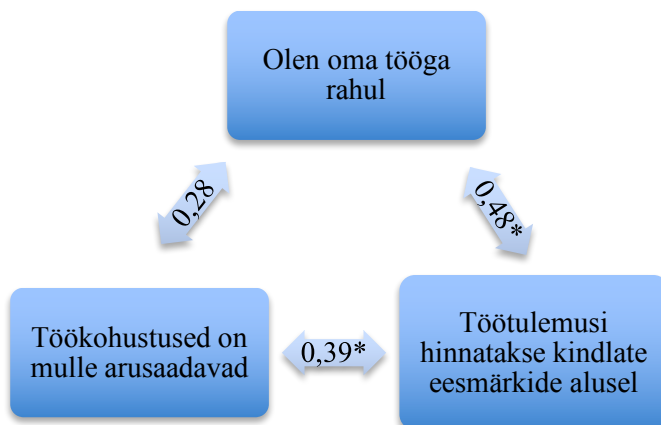 Olen oma tööga
rahul
0,28
0,48*
Töökohustused on
mulle arusaadavad
0,39*
Töötulemusi
hinnatakse kindlate
eesmärkide alusel